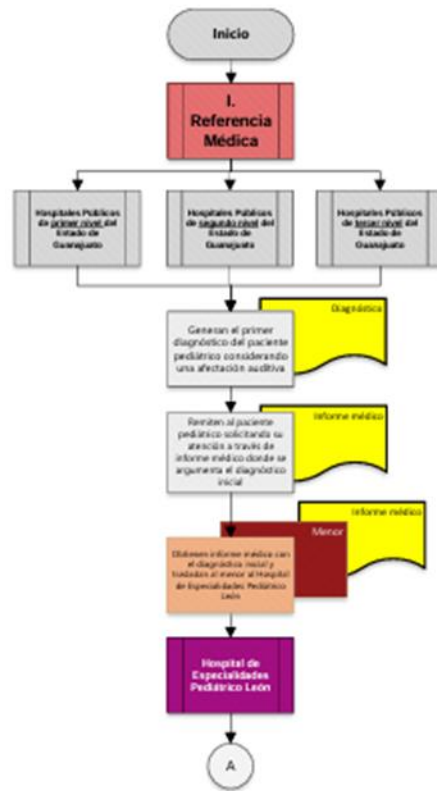 Inicio
I.
Referencia
Médica
Hospitales Públicos
de primer nivel del
Estado de
Guanajuato
Hospitales Públicos
de segundo nivel del
Estado de
Guanajuato
Hospitales Públicos
de tercer nivel del
Estado de
Guanajuato
Diagnóstico
Generan el primer
diagnóstico del paciente
pediátrico considerando
una afectación auditiva
Informe médico
Remiten al paciente
pediátrico solicitando su
atención a través de
informe médico donde se
argumenta el diagnóstico
inicial
Informe médico
Menor
Obtienen informe médico con
el diagnóstico inicial y
trasladan al menor al Hospital
de Especialidades Pediátrico
León
Hospital de
Especialidades
Pediátrico León
A